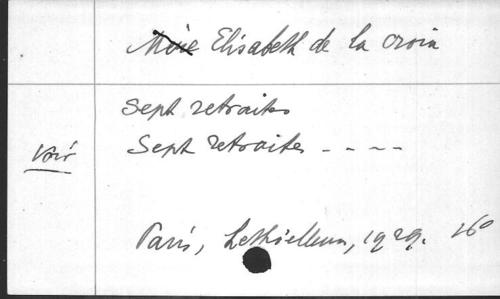 Mère Elisabeth de la croix
Sept retraites
voir Sept retraites - - - -
Paris, Lethielleux, 1929. 16°